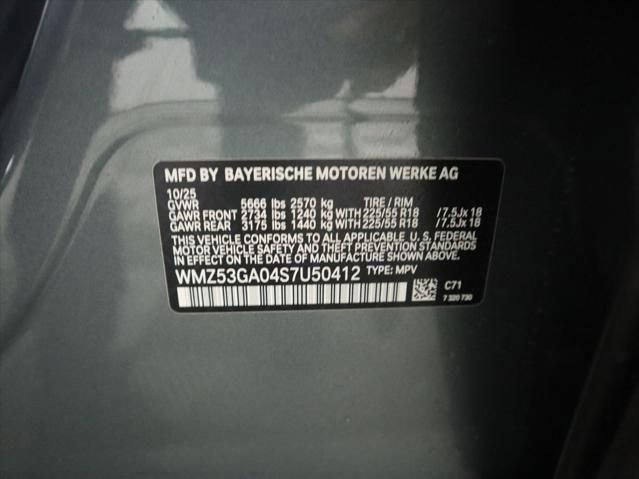 MFD BY BAYERISCHE MOTOREN WERKE AG
10/25
GVWR 5666 lbs 2570 kg TIRE / RIM
GAWR FRONT 2734 lbs 1240 kg WITH 225/55 R18 /7.5Jx18
GAWR REAR 3175 lbs 1440 kg WITH 225/55 R18 /7.5Jx18
THIS VEHICLE CONFORMS TO ALL APPLICABLE U. S. FEDERAL
MOTOR VEHICLE SAFETY AND THEFT PREVENTION STANDARDS
IN EFFECT ON THE DATE OF MANUFACTURE SHOWN ABOVE.
WMZ53GA04S7U50412 TYPE: MPV
C71
7 320 730